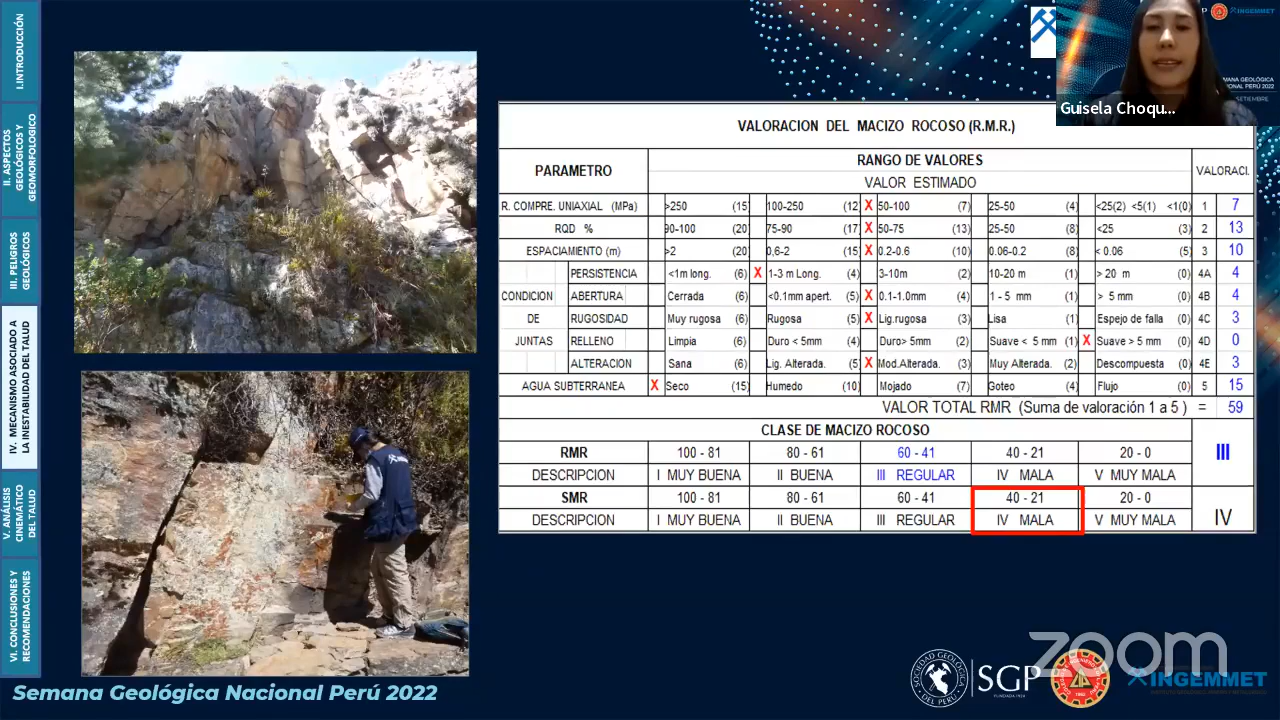 I.INTRODUCCIÓN
II. ASPECTOS
GEOLÓGICOS Y
GEOMORFOLÓGICO
III. PELIGROS
GEOLÓGICOS
IV. MECANISMO ASOCIADO A
LA INESTABILIDAD DEL TALUD
V. ANÁLISIS
CINEMÁTICO
DEL TALUD
VI. CONCLUSIONES Y
RECOMENDACIONES
P INGEMMET
SEMANA GEOLÓGICA
NACIONAL PERÚ 2022
SETIEMBRE
Guisela Choqu...
VALORACION DEL MACIZO ROCOSO (R.M.R.)
PARAMETRO RANGO DE VALORES VALORACI.
VALOR ESTIMADO
R. COMPRE. UNIAXIAL (MPa) >250 (15) 100-250 (12) X 50-100 (7) 25-50 (4) <25(2) <5(1) <1(0) 1 7
RQD % 90-100 (20) 75-90 (17) X 50-75 (13) 25-50 (8) <25 (3) 2 13
ESPACIAMIENTO (m) >2 (20) 0,6-2 (15) X 0.2-0.6 (10) 0.06-0.2 (8) < 0.06 (5) 3 10
PERSISTENCIA <1m long. (6) X 1-3 m Long. (4) 3-10m (2) 10-20 m (1) > 20 m (0) 4A 4
CONDICION ABERTURA Cerrada (6) <0.1mm apert. (5) X 0.1-1.0mm (4) 1 - 5 mm (1) > 5 mm (0) 4B 4
DE RUGOSIDAD Muy rugosa (6) Rugosa (5) X Lig.rugosa (3) Lisa (1) Espejo de falla (0) 4C 3
JUNTAS RELLENO Limpia (6) Duro < 5mm (4) Duro> 5mm (2) Suave < 5 mm (1) X Suave > 5 mm (0) 4D 0
ALTERACION Sana (6) Lig. Alterada. (5) X Mod.Alterada. (3) Muy Alterada. (2) Descompuesta (0) 4E 3
AGUA SUBTERRANEA X Seco (15) Humedo (10) Mojado (7) Goteo (4) Flujo (0) 5 15
VALOR TOTAL RMR (Suma de valoración 1 a 5 ) = 59
CLASE DE MACIZO ROCOSO
RMR 100 - 81 80 - 61 60 - 41 40 - 21 20 - 0 III
DESCRIPCION I MUY BUENA II BUENA III REGULAR IV MALA V MUY MALA
SMR 100 - 81 80 - 61 60 - 41 40 - 21 20 - 0 IV
DESCRIPCION I MUY BUENA II BUENA III REGULAR IV MALA V MUY MALA
zoom
SOCIEDAD GEOLÓGICA DEL PERÚ
SGP
FUNDADA 1924
INGEMMET
Semana Geológica Nacional Perú 2022